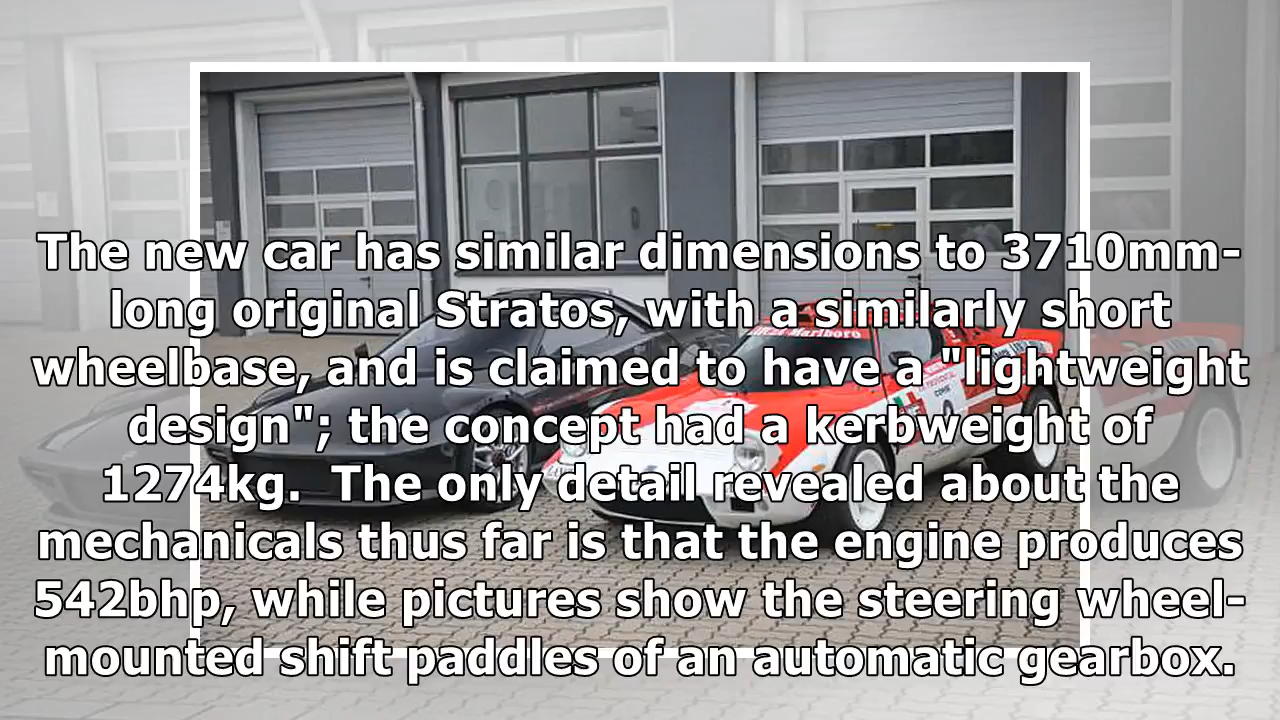 The new car has similar dimensions to 3710mm-
long original Stratos, with a similarly short
wheelbase, and is claimed to have a "lightweight
design"; the concept had a kerbweight of
1274kg.  The only detail revealed about the
mechanicals thus far is that the engine produces
542bhp, while pictures show the steering wheel-
mounted shift paddles of an automatic gearbox.
Marlboro